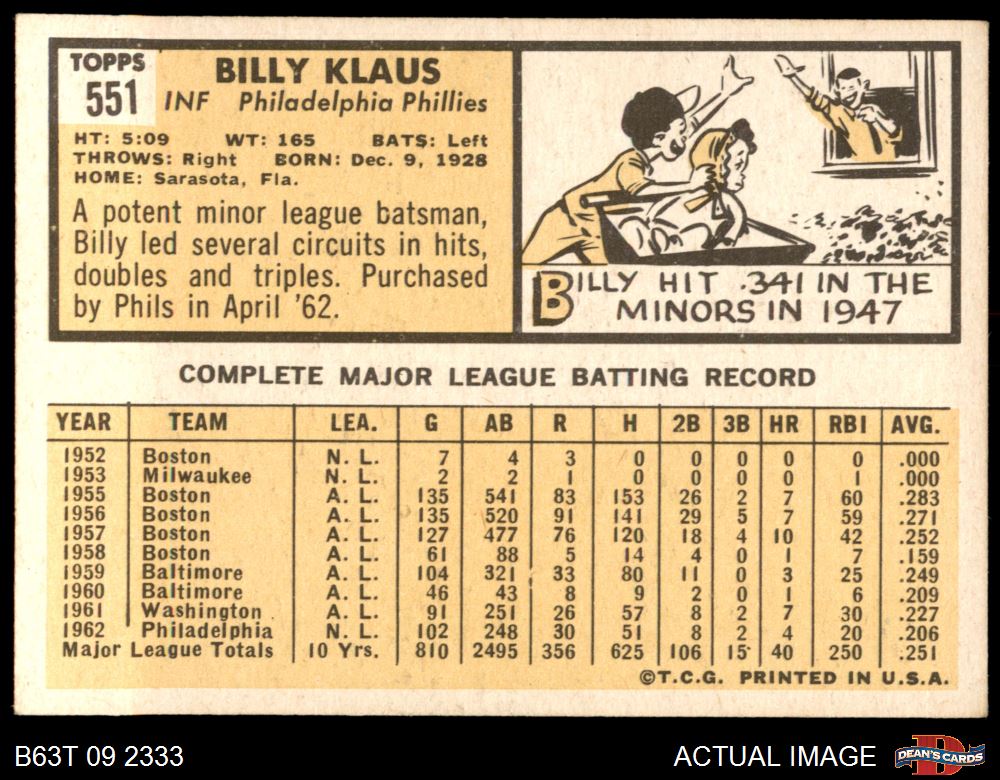 TOPPS
551
BILLY KLAUS
INF Philadelphia Phillies
HT: 5:09 WT: 165 BATS: Left
THROWS: Right BORN: Dec. 9, 1928
HOME: Sarasota, Fla.
A potent minor league batsman,
Billy led several circuits in hits,
doubles and triples. Purchased
by Phils in April '62.
BILLY HIT .341 IN THE
MINORS IN 1947
COMPLETE MAJOR LEAGUE BATTING RECORD
YEAR TEAM LEA. G AB R H 2B 3B HR RBI AVG.
1952 Boston N. L. 7 4 3 0 0 0 0 0 .000
1953 Milwaukee N. L. 2 2 1 0 0 0 0 1 .000
1955 Boston A. L. 135 541 83 153 26 2 7 60 .283
1956 Boston A. L. 135 520 91 141 29 5 7 59 .271
1957 Boston A. L. 127 477 76 120 18 4 10 42 .252
1958 Boston A. L. 61 88 5 14 4 0 1 7 .159
1959 Baltimore A. L. 104 321 33 80 11 0 3 25 .249
1960 Baltimore A. L. 46 43 8 9 2 0 1 6 .209
1961 Washington A. L. 91 251 26 57 8 2 7 30 .227
1962 Philadelphia N. L. 102 248 30 51 8 2 4 20 .206
Major League Totals 10 Yrs. 810 2495 356 625 106 15 40 250 .251
©T.C.G. PRINTED IN U.S.A.
B63T 09 2333
ACTUAL IMAGE
DEAN'S CARDS